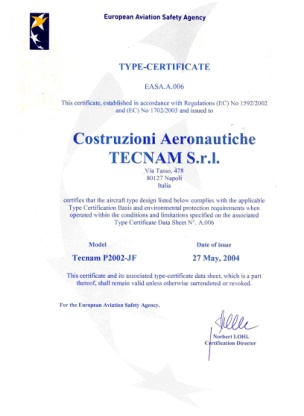 European Aviation Safety Agency
TYPE-CERTIFICATE
EASA.A.006
This certificate, established in accordance with Regulations (EC) No 1592/2002
and (EC) No 1702/2003 and issued to
Costruzioni Aeronautiche
TECNAM S.r.l.
Via Tasso, 478
80127 Napoli
Italia
certifies that the aircraft type design listed below complies with the applicable
Type Certification Basis and environmental protection requirements when
operated within the conditions and limitations specified on the associated
Type Certificate Data Sheet N°. A.006
Model Date of issue
Tecnam P2002-JF 27 May, 2004
This certificate and its associated type-certificate data sheet, which is a part
thereof, shall remain valid unless otherwise surrendered or revoked.
For the European Aviation Safety Agency.
Norbert LOHL
Certification Director